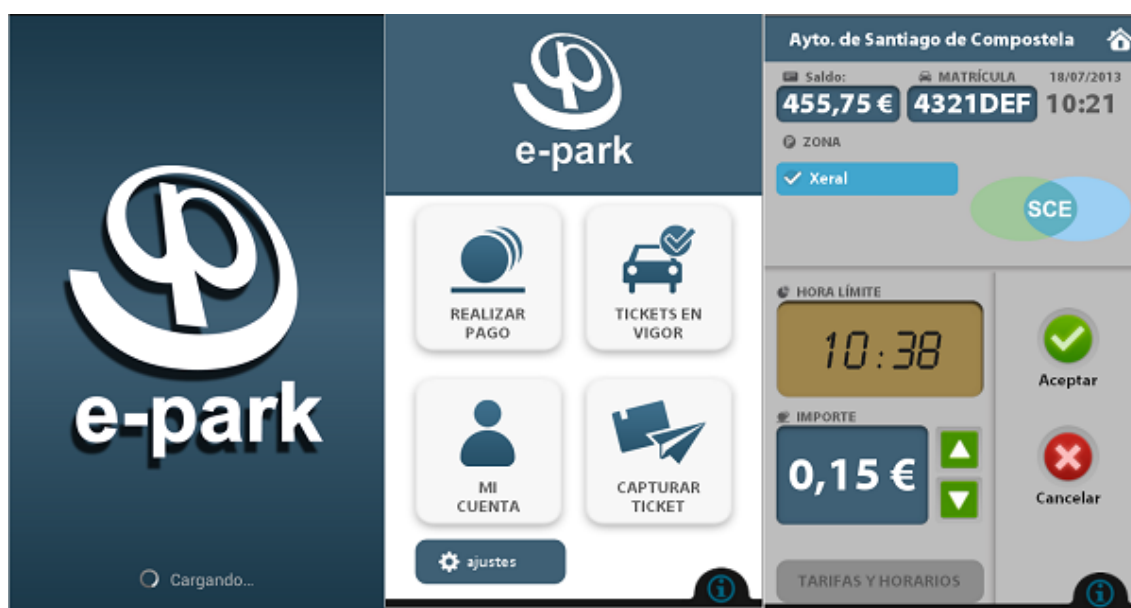 e-park
Cargando...
e-park
REALIZAR
PAGO
TICKETS EN
VIGOR
MI
CUENTA
CAPTURAR
TICKET
ajustes
Ayto. de Santiago de Compostela
Saldo: MATRÍCULA 18/07/2013
455,75 € 4321DEF 10:21
ZONA
Xeral
SCE
HORA LÍMITE
10:38
Aceptar
IMPORTE
0,15 €
Cancelar
TARIFAS Y HORARIOS